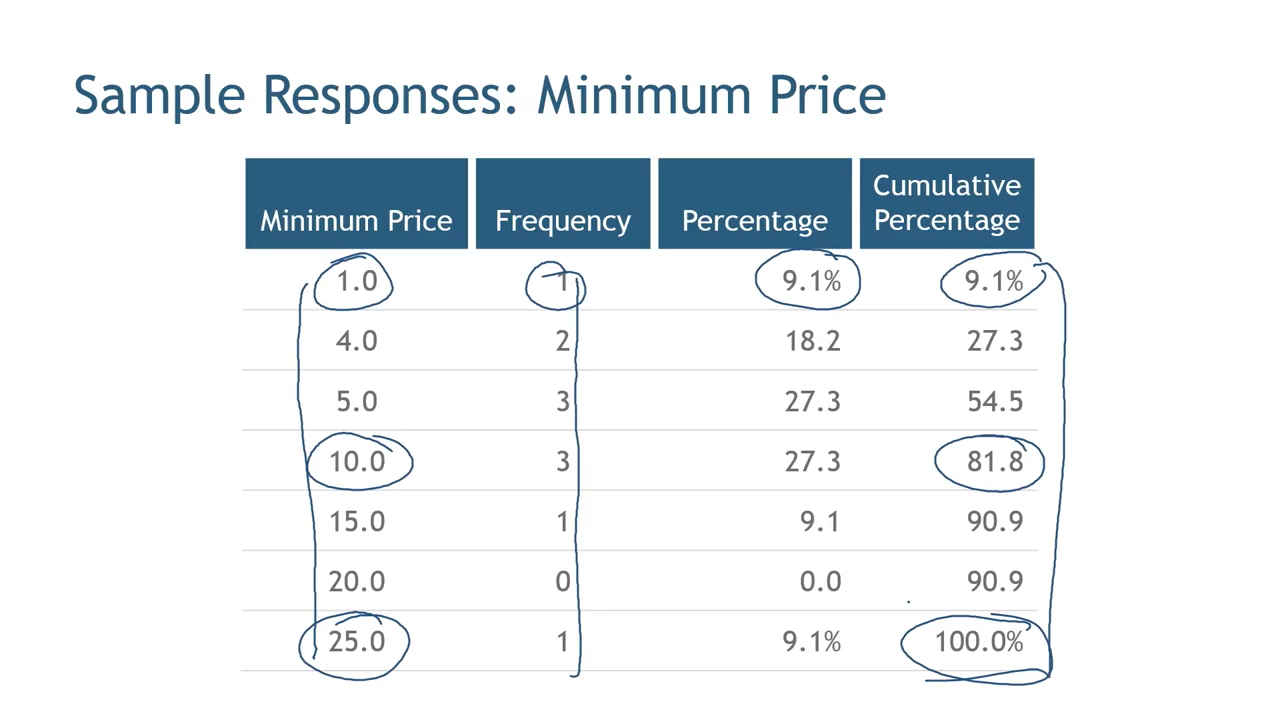 Sample Responses: Minimum Price
Minimum Price Frequency Percentage Cumulative Percentage
1.0 1 9.1% 9.1%
4.0 2 18.2 27.3
5.0 3 27.3 54.5
10.0 3 27.3 81.8
15.0 1 9.1 90.9
20.0 0 0.0 90.9
25.0 1 9.1% 100.0%